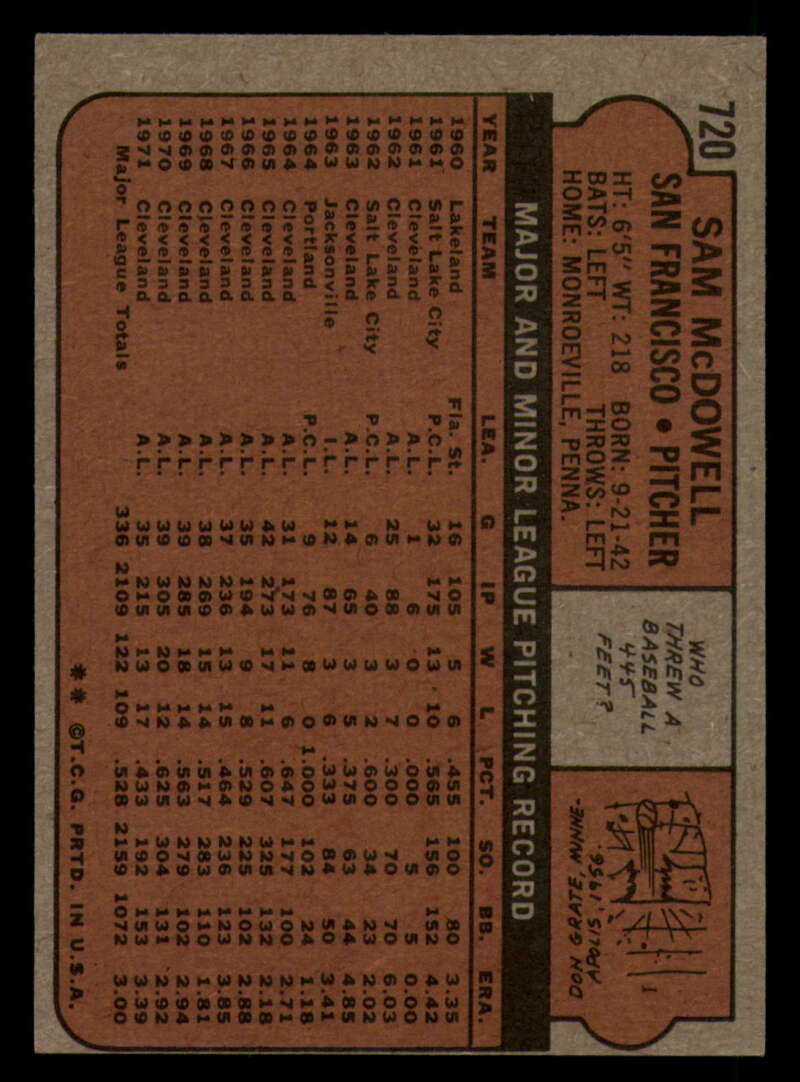 720
SAM McDOWELL
SAN FRANCISCO • PITCHER
HT: 6'5" WT: 218 BORN: 9-21-42
BATS: LEFT THROWS: LEFT
HOME: MONROEVILLE, PENNA.
WHO
THREW A
BASEBALL
445
FEET?
DON GRATE, MINNE-
APOLIS, 1956.
MAJOR AND MINOR LEAGUE PITCHING RECORD
YEAR TEAM LEA. G IP W L PCT. SO. BB. ERA.
1960 Lakeland Fla. St. 16 105 5 6 .455 100 80 3.35
1961 Salt Lake City P.C.L. 32 175 13 10 .565 156 152 4.42
1961 Cleveland A.L. 1 6 0 0 .000 5 5 0.00
1962 Cleveland A.L. 25 88 3 7 .300 70 70 6.03
1962 Salt Lake City P.C.L. 6 40 3 2 .600 34 23 2.02
1963 Cleveland A.L. 14 65 3 5 .375 63 44 4.85
1963 Jacksonville I.L. 12 87 3 6 .333 84 50 3.41
1964 Portland P.C.L. 9 76 8 0 1.000 102 24 1.18
1964 Cleveland A.L. 31 173 11 6 .647 177 100 2.71
1965 Cleveland A.L. 42 273 17 11 .607 325 132 2.18
1966 Cleveland A.L. 35 194 9 8 .529 225 102 2.88
1967 Cleveland A.L. 37 236 13 15 .464 236 123 3.85
1968 Cleveland A.L. 38 269 15 14 .517 283 110 1.81
1969 Cleveland A.L. 39 285 18 14 .563 279 102 2.94
1970 Cleveland A.L. 39 305 20 12 .625 304 131 2.92
1971 Cleveland A.L. 35 215 13 17 .433 192 153 3.39
Major League Totals 336 2109 122 109 .528 2159 1072 3.00
** ©T.C.G. PRTD. IN U.S.A.